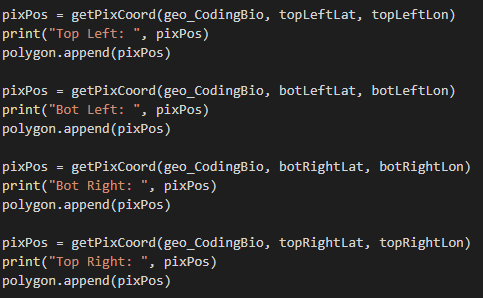 pixPos = getPixCoord(geo_CodingBio, topLeftLat, topLeftLon)
print("Top Left: ", pixPos)
polygon.append(pixPos)
pixPos = getPixCoord(geo_CodingBio, botLeftLat, botLeftLon)
print("Bot Left: ", pixPos)
polygon.append(pixPos)
pixPos = getPixCoord(geo_CodingBio, botRightLat, botRightLon)
print("Bot Right: ", pixPos)
polygon.append(pixPos)
pixPos = getPixCoord(geo_CodingBio, topRightLat, topRightLon)
print("Top Right: ", pixPos)
polygon.append(pixPos)